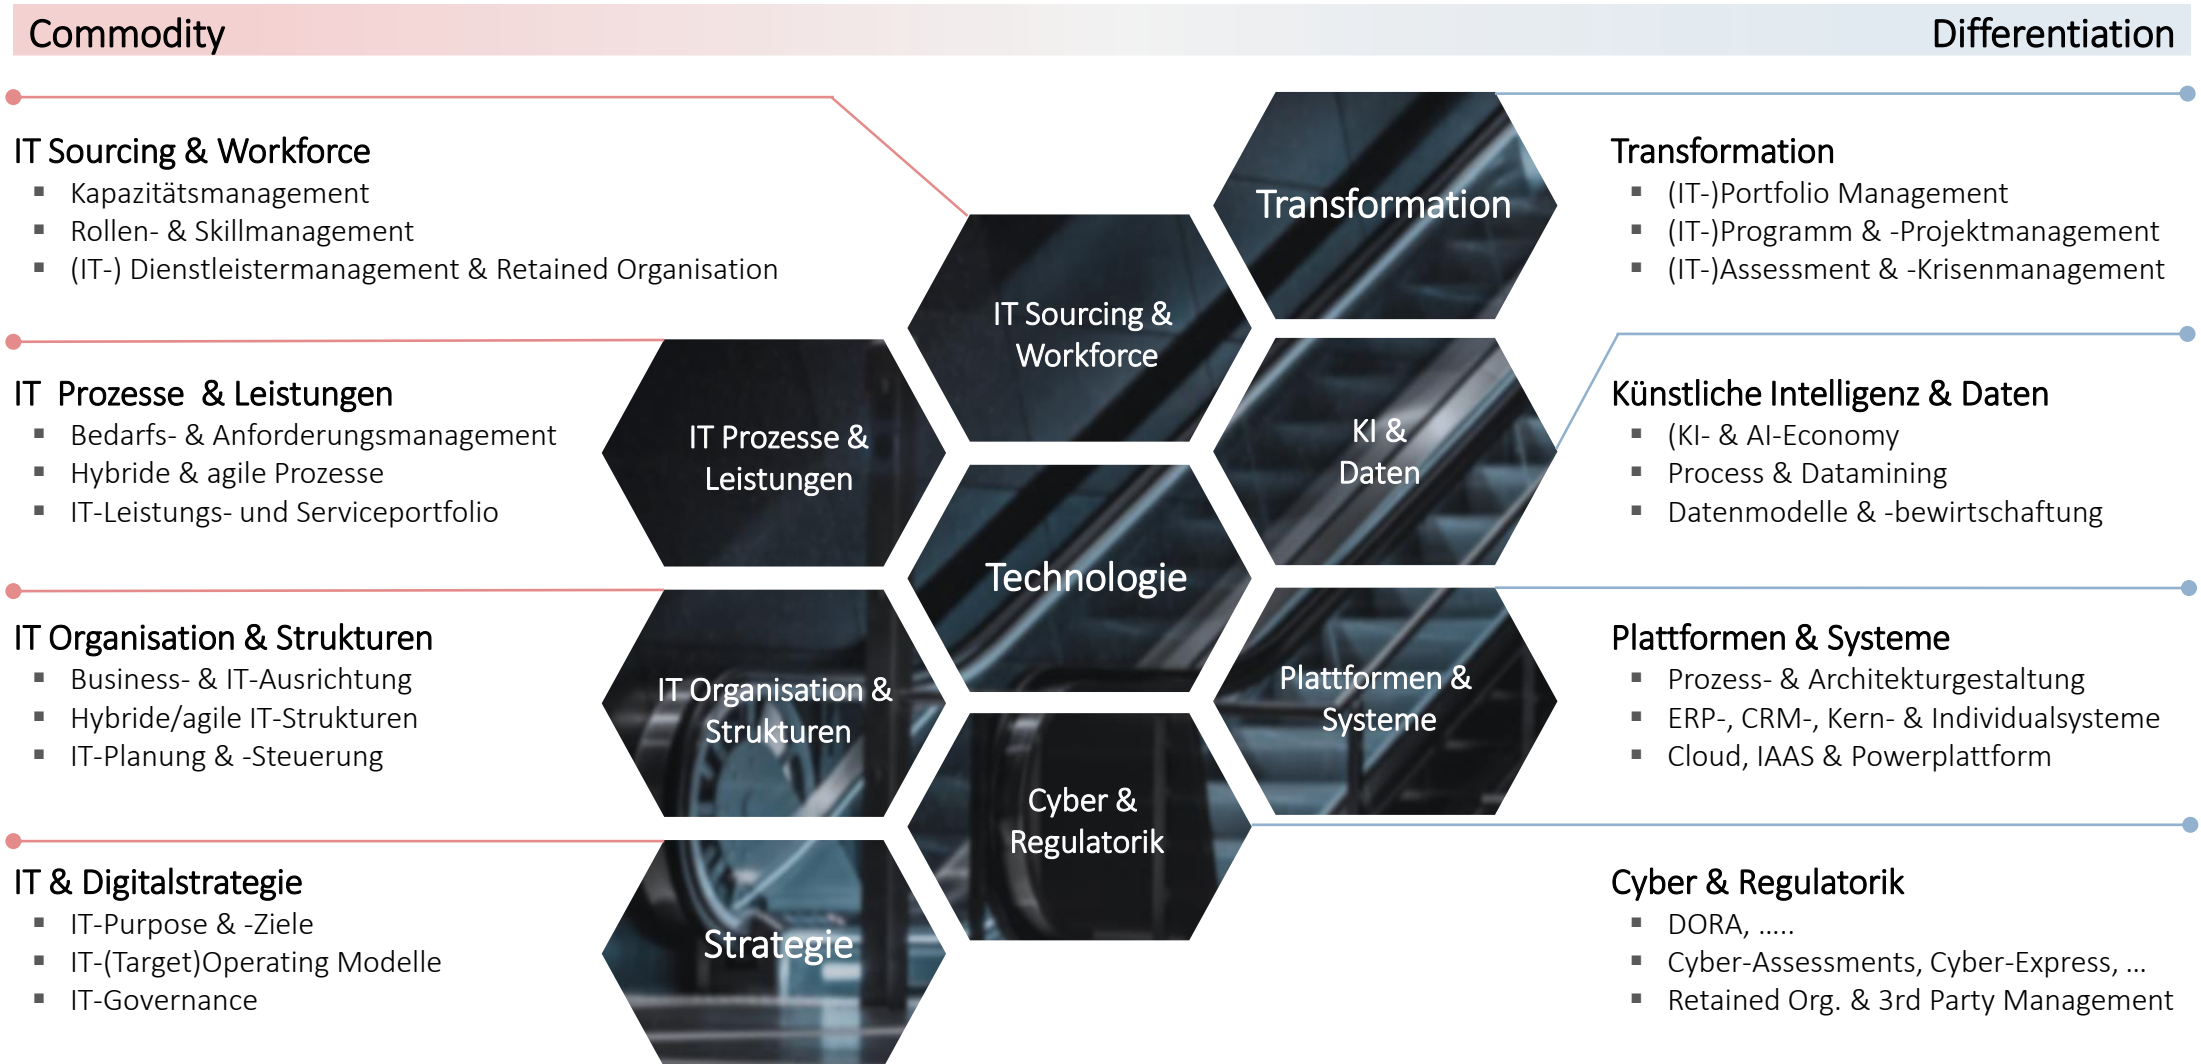 Commodity
Differentiation
IT Sourcing & Workforce
▪ Kapazitätsmanagement
▪ Rollen- & Skillmanagement
▪ (IT-) Dienstleistermanagement & Retained Organisation
IT Prozesse & Leistungen
▪ Bedarfs- & Anforderungsmanagement
▪ Hybride & agile Prozesse
▪ IT-Leistungs- und Serviceportfolio
IT Organisation & Strukturen
▪ Business- & IT-Ausrichtung
▪ Hybride/agile IT-Strukturen
▪ IT-Planung & -Steuerung
IT & Digitalstrategie
▪ IT-Purpose & -Ziele
▪ IT-(Target)Operating Modelle
▪ IT-Governance
Transformation
IT Sourcing &
Workforce
IT Prozesse &
Leistungen
KI &
Daten
Technologie
IT Organisation &
Strukturen
Plattformen &
Systeme
Cyber &
Regulatorik
Strategie
Transformation
▪ (IT-)Portfolio Management
▪ (IT-)Programm & -Projektmanagement
▪ (IT-)Assessment & -Krisenmanagement
Künstliche Intelligenz & Daten
▪ (KI- & AI-Economy
▪ Process & Datamining
▪ Datenmodelle & -bewirtschaftung
Plattformen & Systeme
▪ Prozess- & Architekturgestaltung
▪ ERP-, CRM-, Kern- & Individualsysteme
▪ Cloud, IAAS & Powerplattform
Cyber & Regulatorik
▪ DORA, .....
▪ Cyber-Assessments, Cyber-Express, ...
▪ Retained Org. & 3rd Party Management